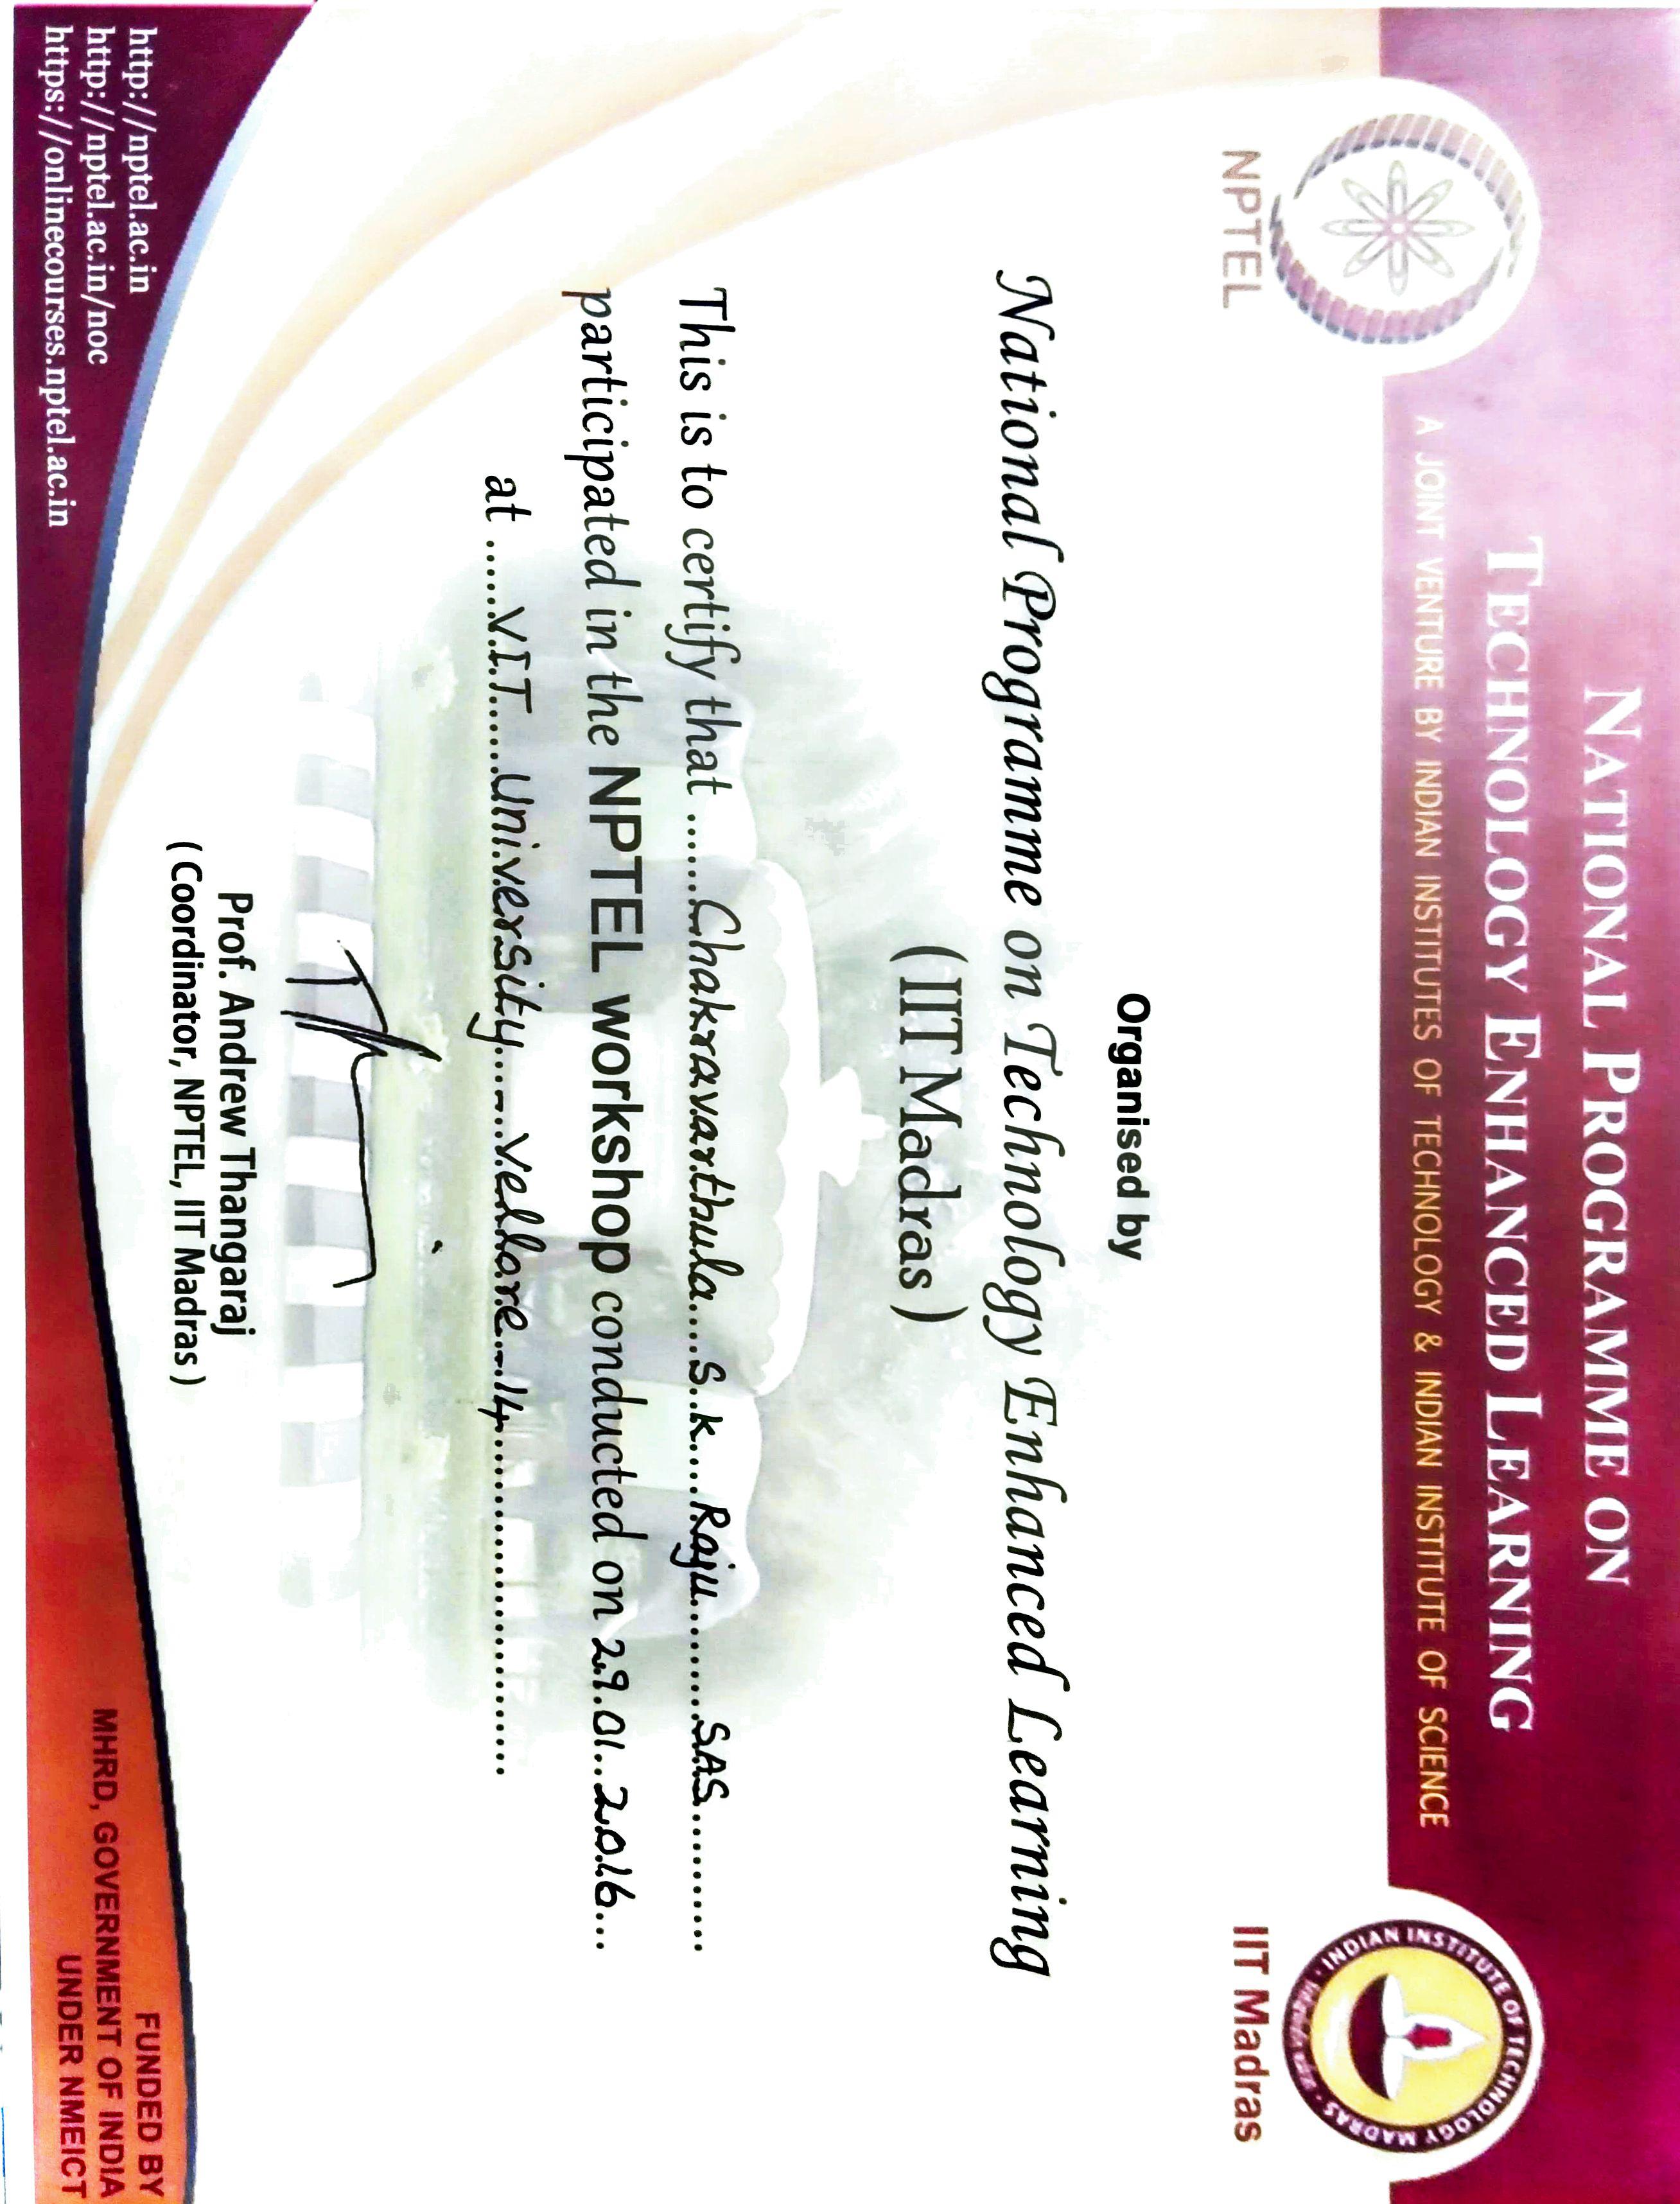 NATIONAL PROGRAMME ON
TECHNOLOGY ENHANCED LEARNING
A JOINT VENTURE BY INDIAN INSTITUTES OF TECHNOLOGY & INDIAN INSTITUTE OF SCIENCE
NPTEL
INDIAN INSTITUTE OF TECHNOLOGY MADRAS
IIT Madras
Organised by
National Programme on Technology Enhanced Learning
(IIT Madras)
This is to certify that ......Chakravarthula....S..K....Raju.........SAS..........
participated in the NPTEL workshop conducted on 29.01..2016...
at .....V.I.T......University....-...Vellore...-14.........................
Prof. Andrew Thangaraj
( Coordinator, NPTEL, IIT Madras )
http://nptel.ac.in
http://nptel.ac.in/noc
https://onlinecourses.nptel.ac.in
FUNDED BY
MHRD, GOVERNMENT OF INDIA
UNDER NMEICT